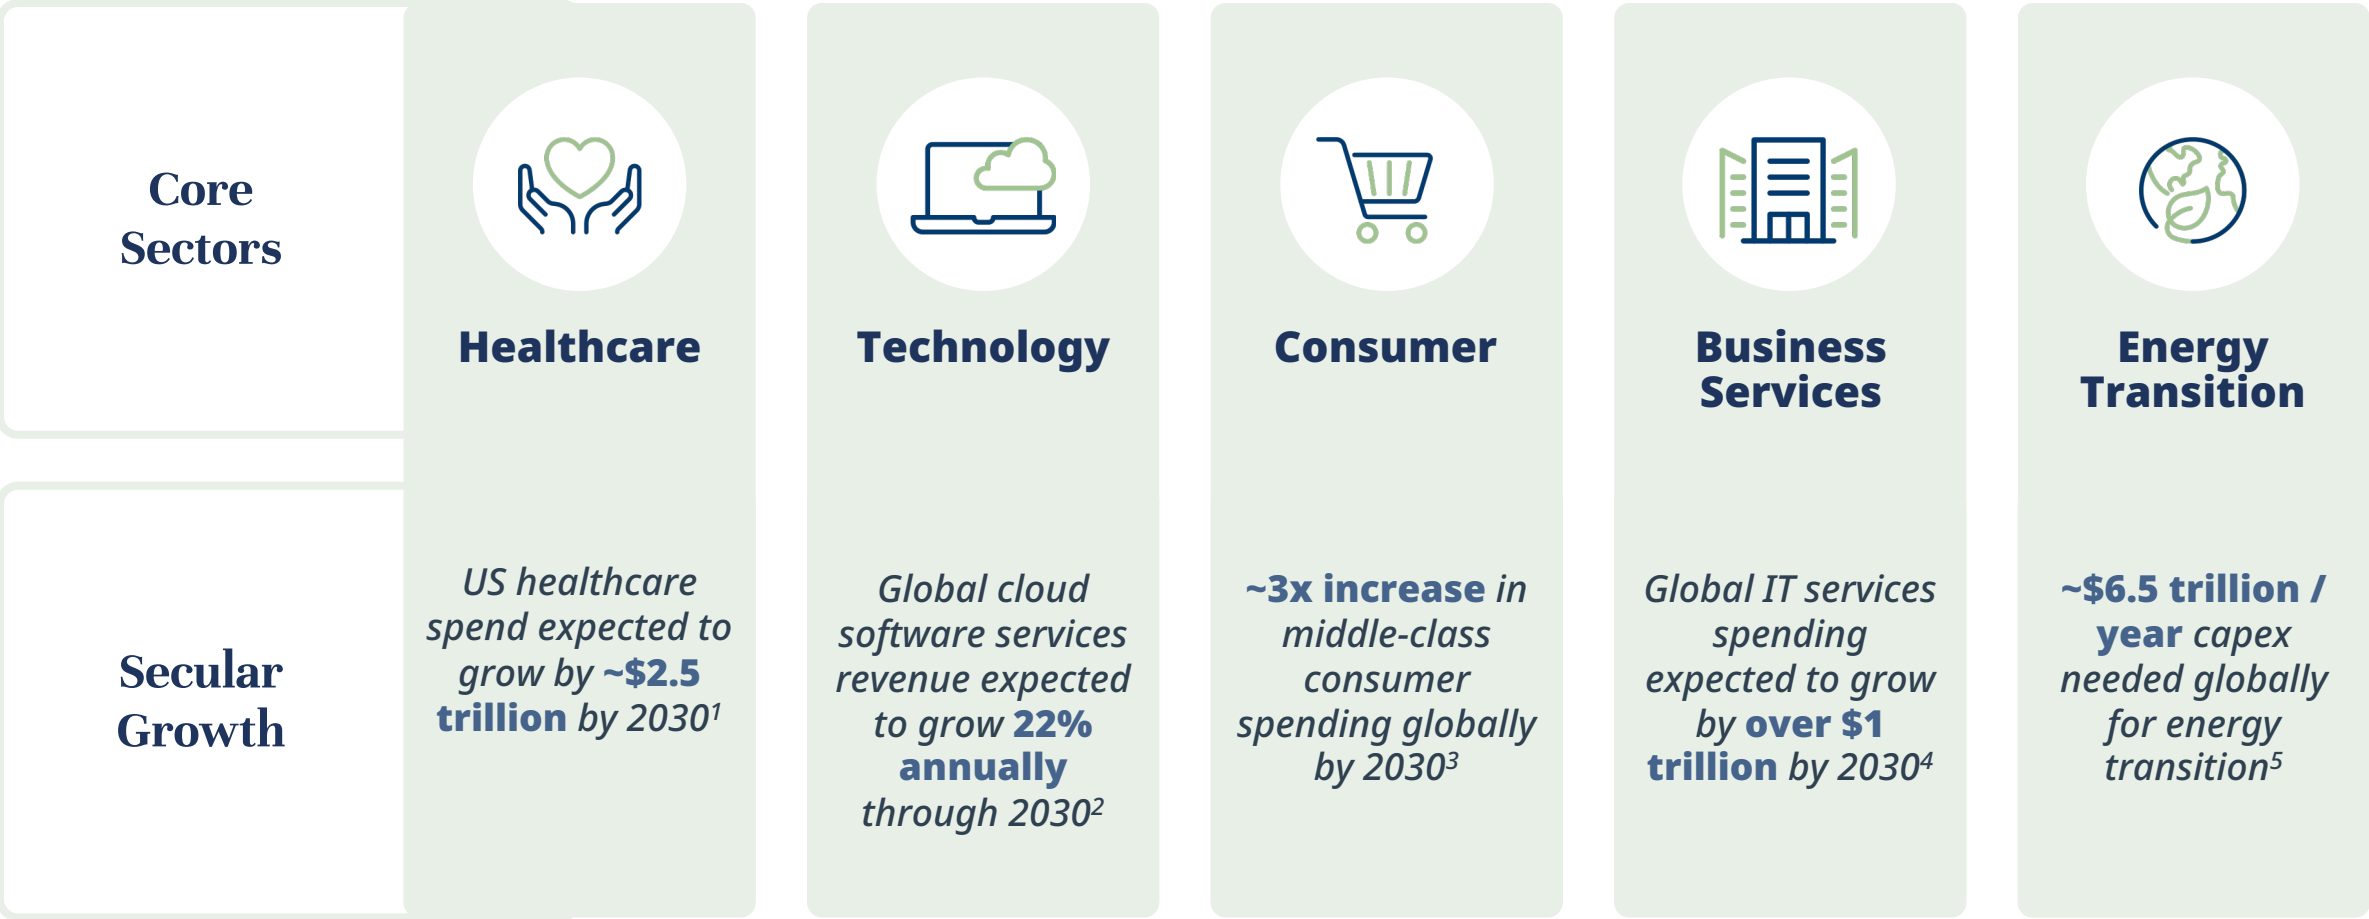 Core
Sectors
Healthcare
Technology
Consumer
Business
Services
Energy
Transition
Secular
Growth
US healthcare
spend expected to
grow by ~$2.5
trillion by 2030¹
Global cloud
software services
revenue expected
to grow 22%
annually
through 2030²
~3x increase in
middle-class
consumer
spending globally
by 2030³
Global IT services
spending
expected to grow
by over $1
trillion by 2030⁴
~$6.5 trillion /
year capex
needed globally
for energy
transition⁵